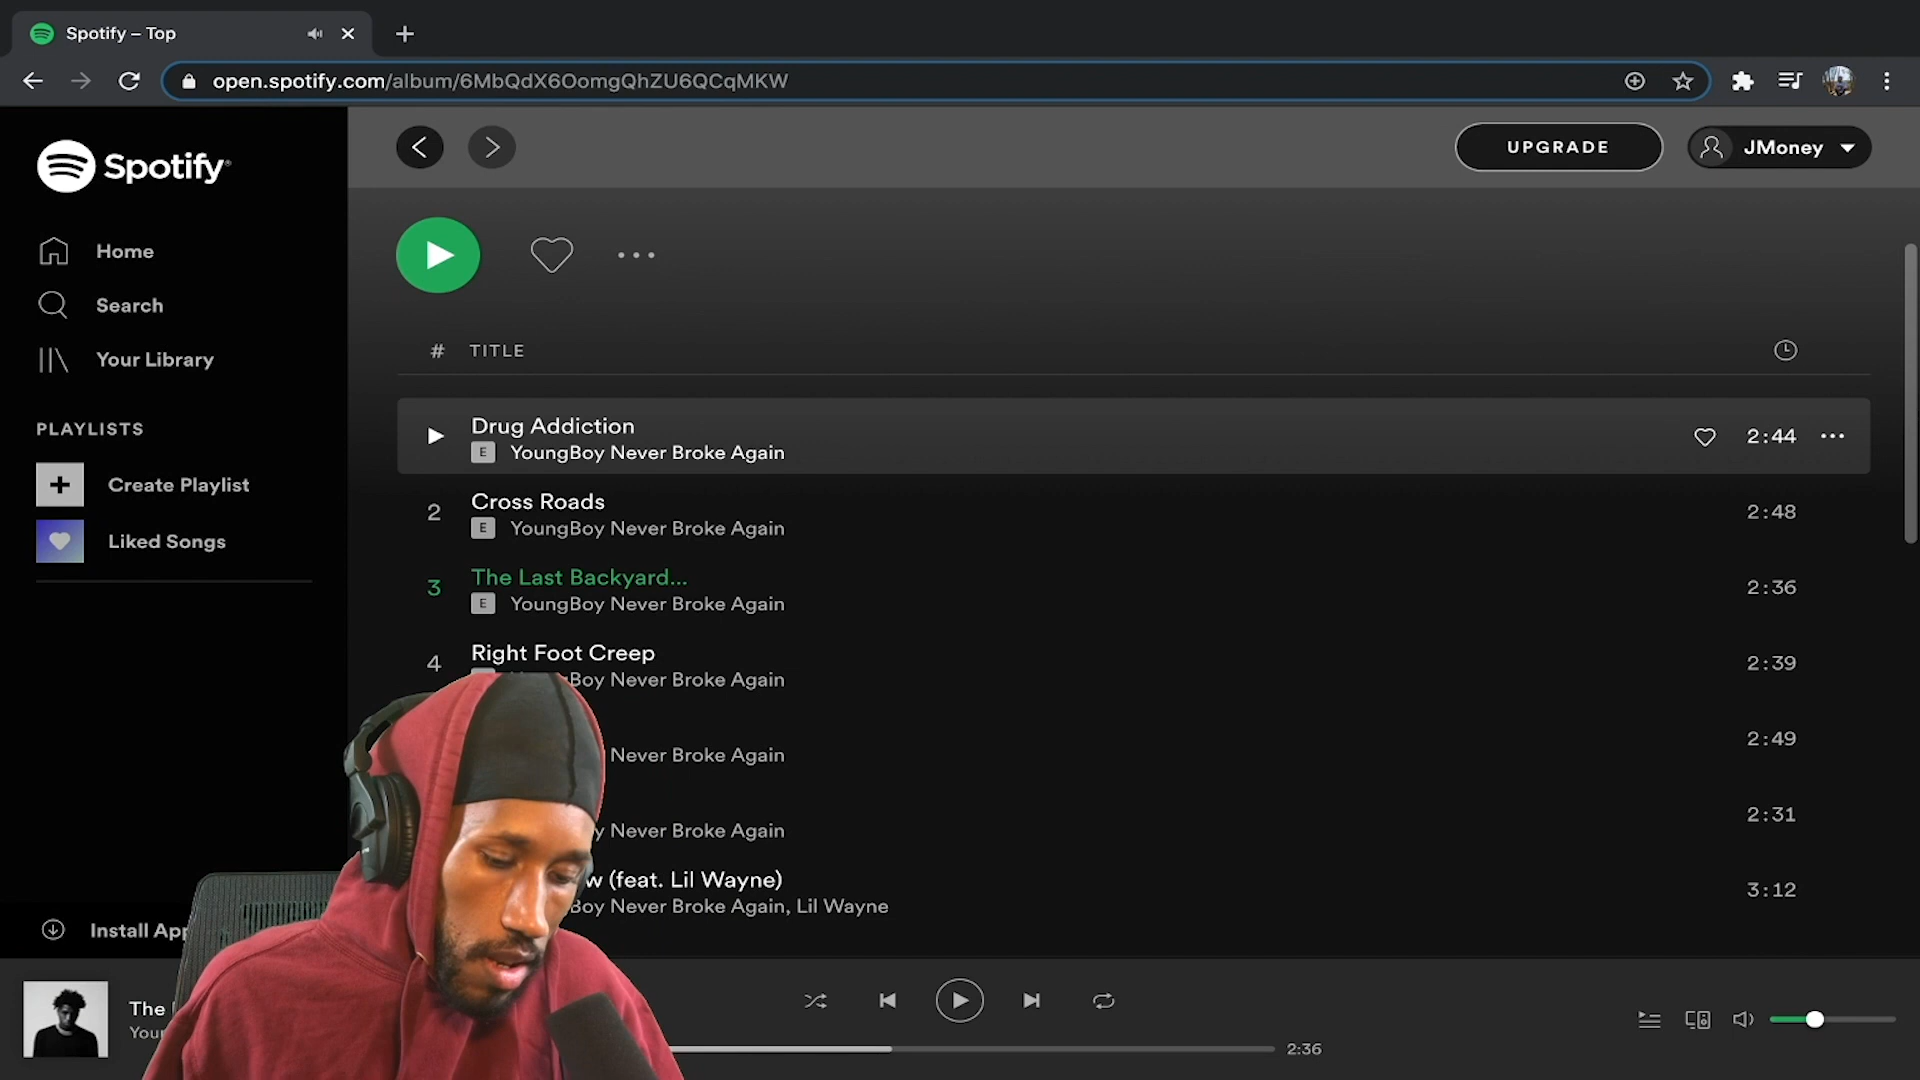 Spotify – Top
open.spotify.com/album/6MbQdX6OomgQhZU6QCqMKW
Spotify
UPGRADE
JMoney
Home
Search
Your Library
PLAYLISTS
Create Playlist
Liked Songs
Install App
# TITLE
Drug Addiction
E YoungBoy Never Broke Again
2:44
2 Cross Roads
E YoungBoy Never Broke Again
2:48
3 The Last Backyard...
E YoungBoy Never Broke Again
2:36
4 Right Foot Creep
Boy Never Broke Again
2:39
Never Broke Again
2:49
y Never Broke Again
2:31
w (feat. Lil Wayne)
Boy Never Broke Again, Lil Wayne
3:12
The
Your
2:36